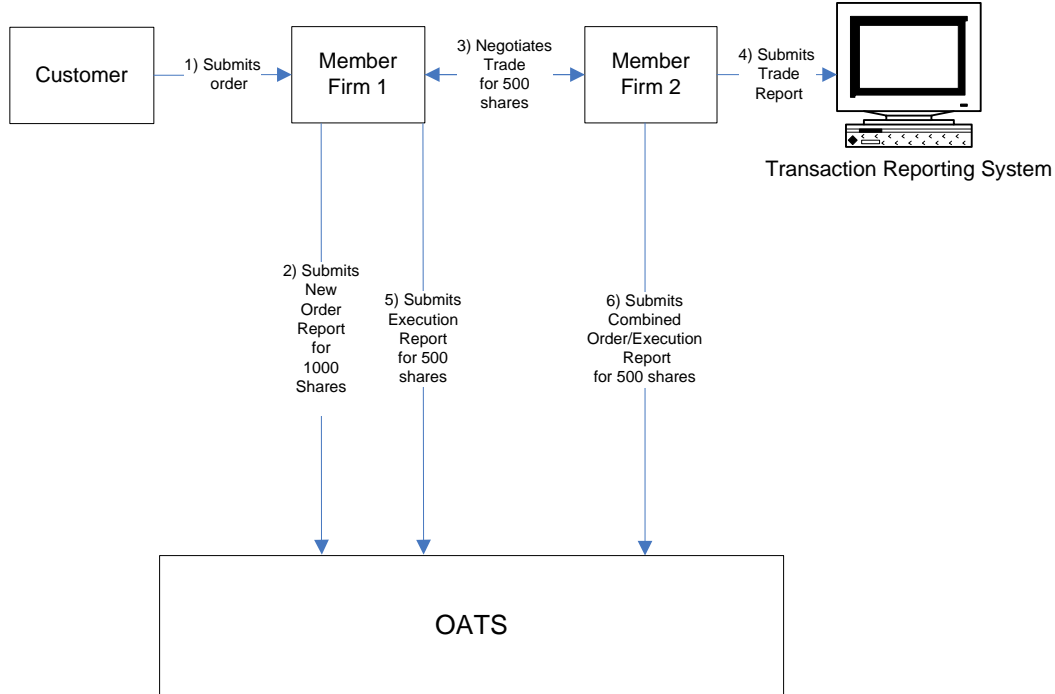 Customer
1) Submits
order
Member
Firm 1
3) Negotiates
Trade
for 500
shares
Member
Firm 2
4) Submits
Trade
Report
Transaction Reporting System
2) Submits
New
Order
Report
for
1000
Shares
5) Submits
Execution
Report
for 500
shares
6) Submits
Combined
Order/Execution
Report
for 500 shares
OATS